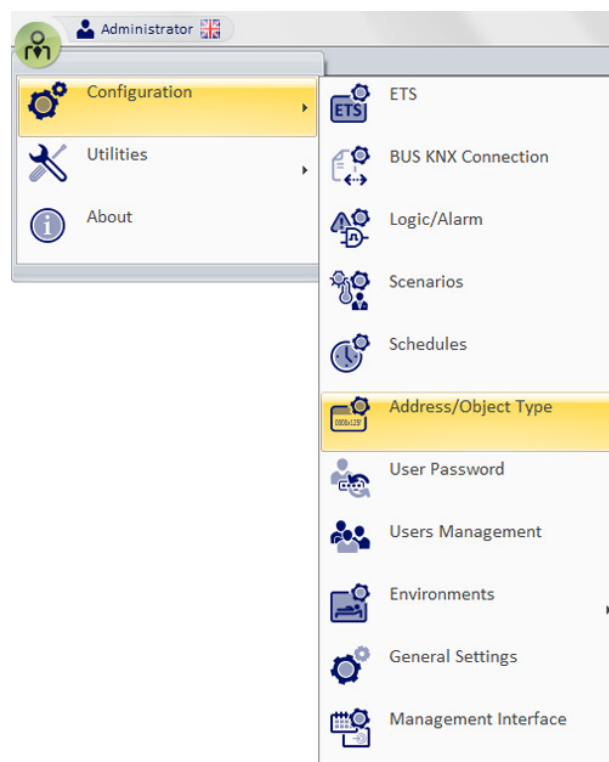 Administrator
Configuration
Utilities
About
ETS
ETS
BUS KNX Connection
Logic/Alarm
Scenarios
Schedules
Address/Object Type
User Password
Users Management
Environments
General Settings
Management Interface